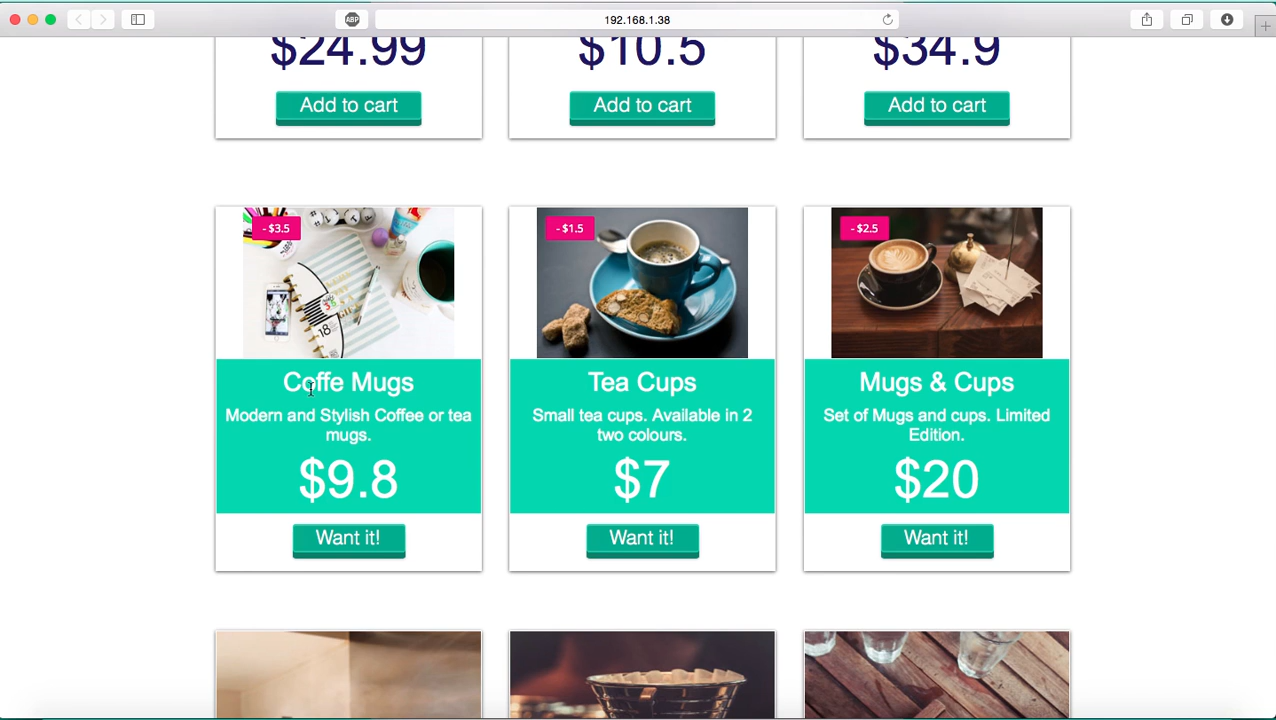 ABP
192.168.1.38
$24.99
$10.5
$34.9
Add to cart
Add to cart
Add to cart
- $3.5
- $1.5
- $2.5
18
Coffe Mugs
Modern and Stylish Coffee or tea
mugs.
$9.8
Want it!
Tea Cups
Small tea cups. Available in 2
two colours.
$7
Want it!
Mugs & Cups
Set of Mugs and cups. Limited
Edition.
$20
Want it!